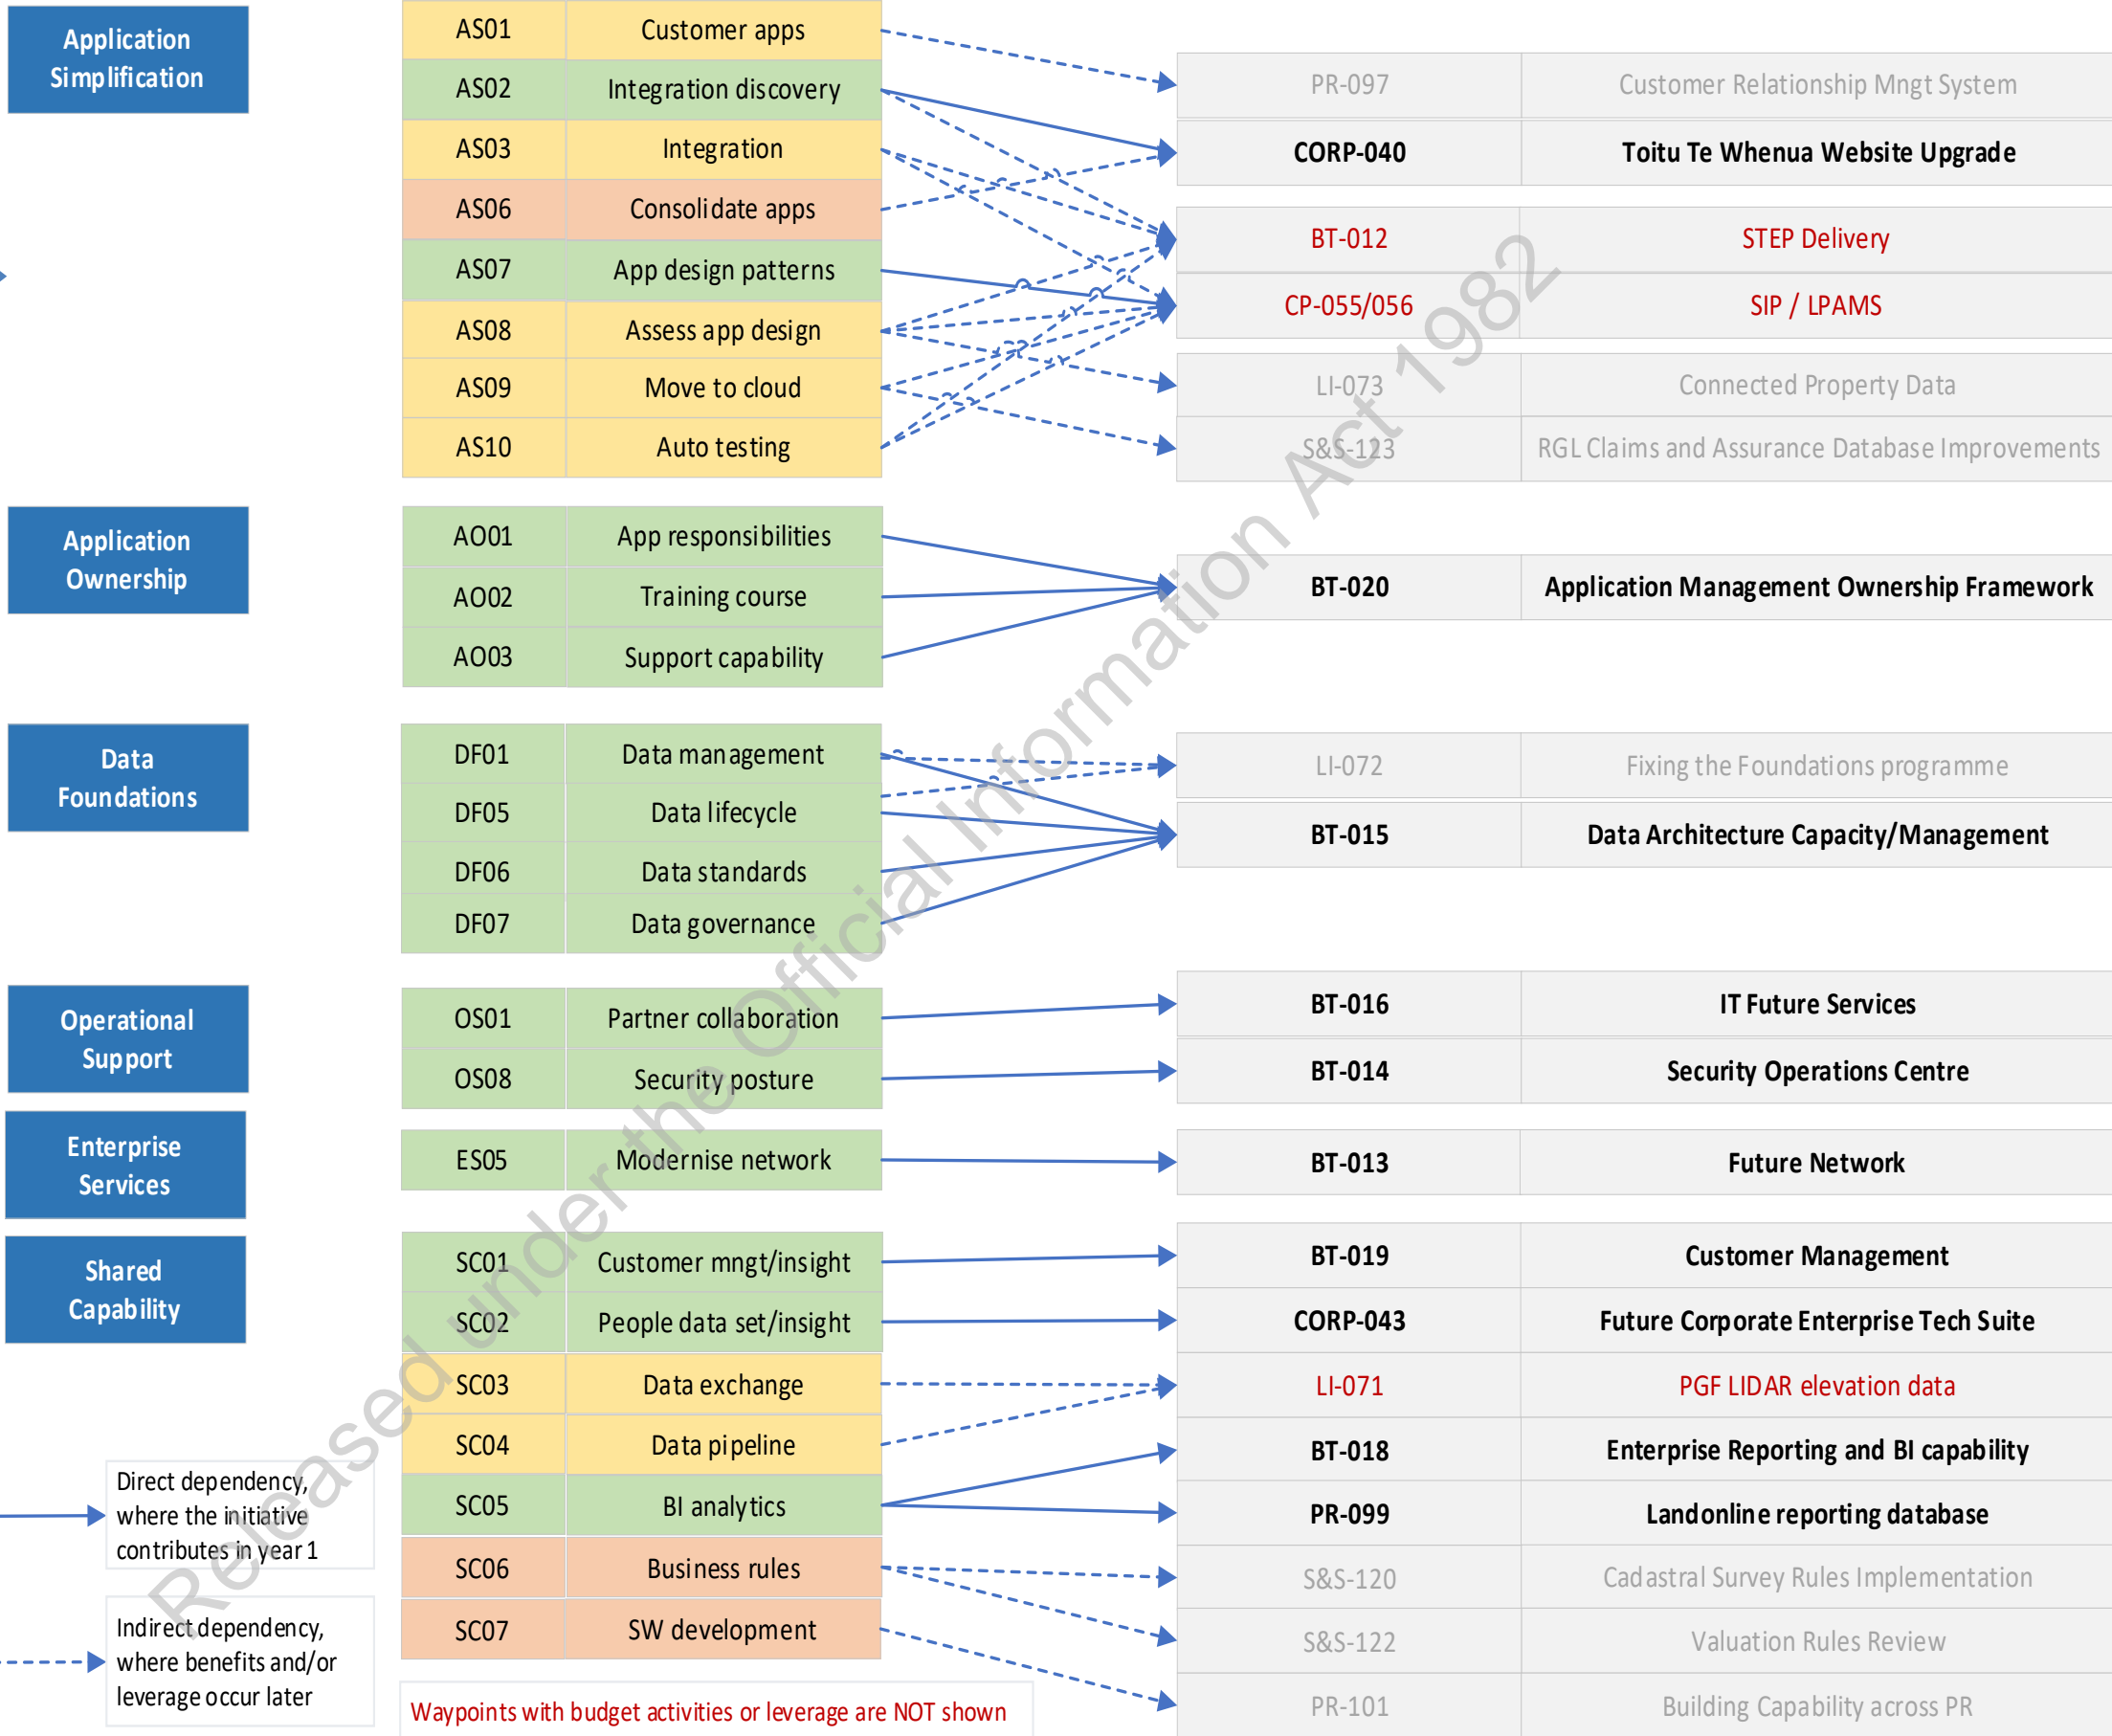 Application
Simplification
AS01 Customer apps
AS02 Integration discovery
AS03 Integration
AS06 Consolidate apps
AS07 App design patterns
AS08 Assess app design
AS09 Move to cloud
AS10 Auto testing
PR-097 Customer Relationship Mngt System
CORP-040 Toitu Te Whenua Website Upgrade
BT-012 STEP Delivery
CP-055/056 SIP / LPAMS
LI-073 Connected Property Data
S&S-123 RGL Claims and Assurance Database Improvements
Application
Ownership
AO01 App responsibilities
AO02 Training course
AO03 Support capability
BT-020 Application Management Ownership Framework
Data
Foundations
DF01 Data management
DF05 Data lifecycle
DF06 Data standards
DF07 Data governance
LI-072 Fixing the Foundations programme
BT-015 Data Architecture Capacity/Management
Operational
Support
OS01 Partner collaboration
OS08 Security posture
BT-016 IT Future Services
BT-014 Security Operations Centre
Enterprise
Services
ES05 Modernise network
BT-013 Future Network
Shared
Capability
SC01 Customer mngt/insight
SC02 People data set/insight
SC03 Data exchange
SC04 Data pipeline
SC05 BI analytics
SC06 Business rules
SC07 SW development
BT-019 Customer Management
CORP-043 Future Corporate Enterprise Tech Suite
LI-071 PGF LIDAR elevation data
BT-018 Enterprise Reporting and BI capability
PR-099 Landonline reporting database
S&S-120 Cadastral Survey Rules Implementation
S&S-122 Valuation Rules Review
PR-101 Building Capability across PR
Direct dependency,
where the initiative
contributes in year 1
Indirect dependency,
where benefits and/or
leverage occur later
Waypoints with budget activities or leverage are NOT shown
Released under the Official Information Act 1982